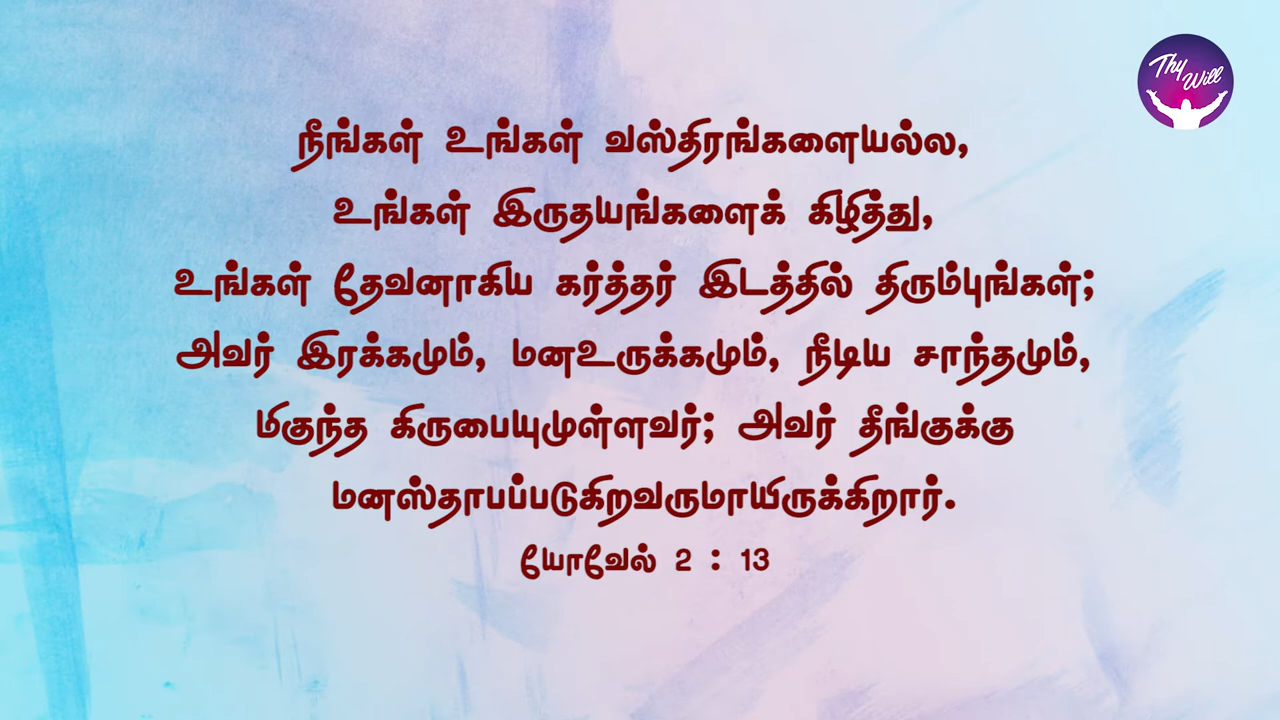 Thy Will
நீங்கள் உங்கள் வஸ்திரங்களையல்ல,
உங்கள் இருதயங்களைக் கிழித்து,
உங்கள் தேவனாகிய கர்த்தர் இடத்தில் திரும்புங்கள்;
அவர் இரக்கமும், மனஉருக்கமும், நீடிய சாந்தமும்,
மிகுந்த கிருபையுமுள்ளவர்; அவர் தீங்குக்கு
மனஸ்தாபப்படுகிறவருமாயிருக்கிறார்.
யோவேல் 2 : 13